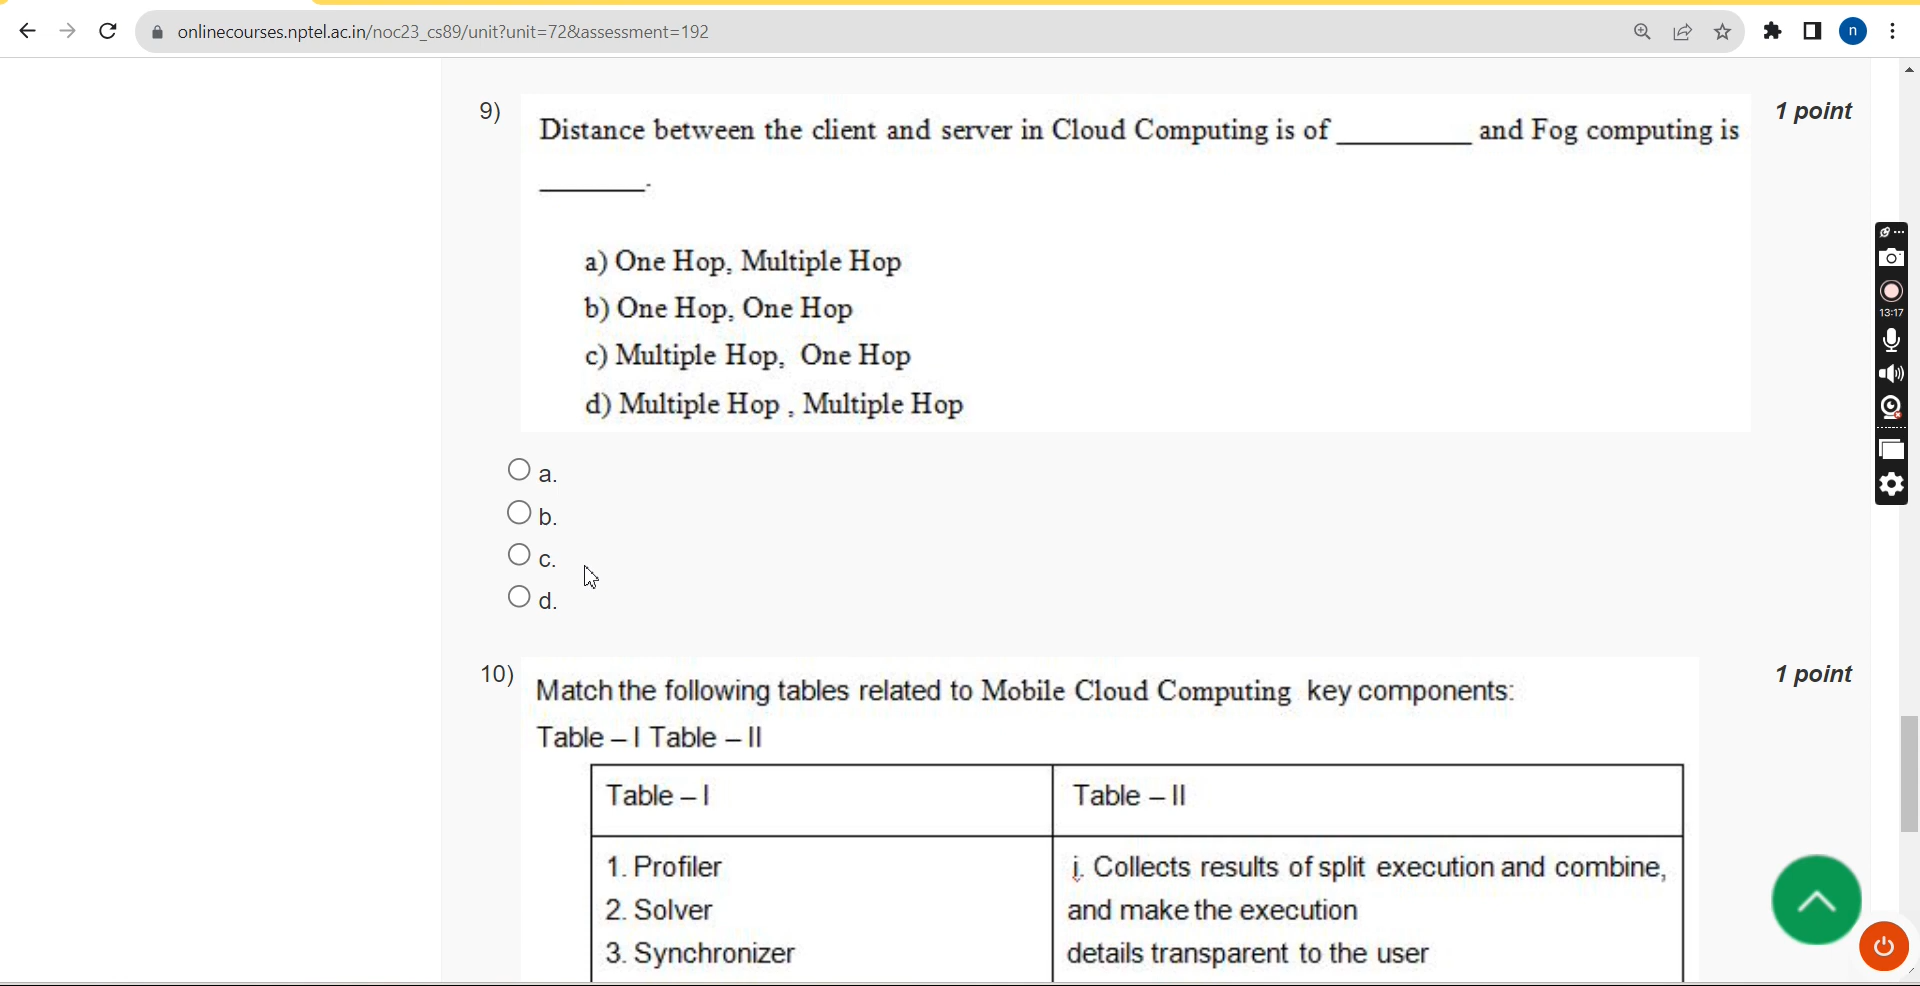 onlinecourses.nptel.ac.in/noc23_cs89/unit?unit=72&assessment=192
n
9)
1 point
Distance between the client and server in Cloud Computing is of __________ and Fog computing is
________.
a) One Hop, Multiple Hop
b) One Hop, One Hop
c) Multiple Hop, One Hop
d) Multiple Hop , Multiple Hop
a.
b.
c.
d.
13:17
10)
1 point
Match the following tables related to Mobile Cloud Computing key components:
Table – I Table – II
Table – I
Table – II
1. Profiler
2. Solver
3. Synchronizer
i. Collects results of split execution and combine,
and make the execution
details transparent to the user